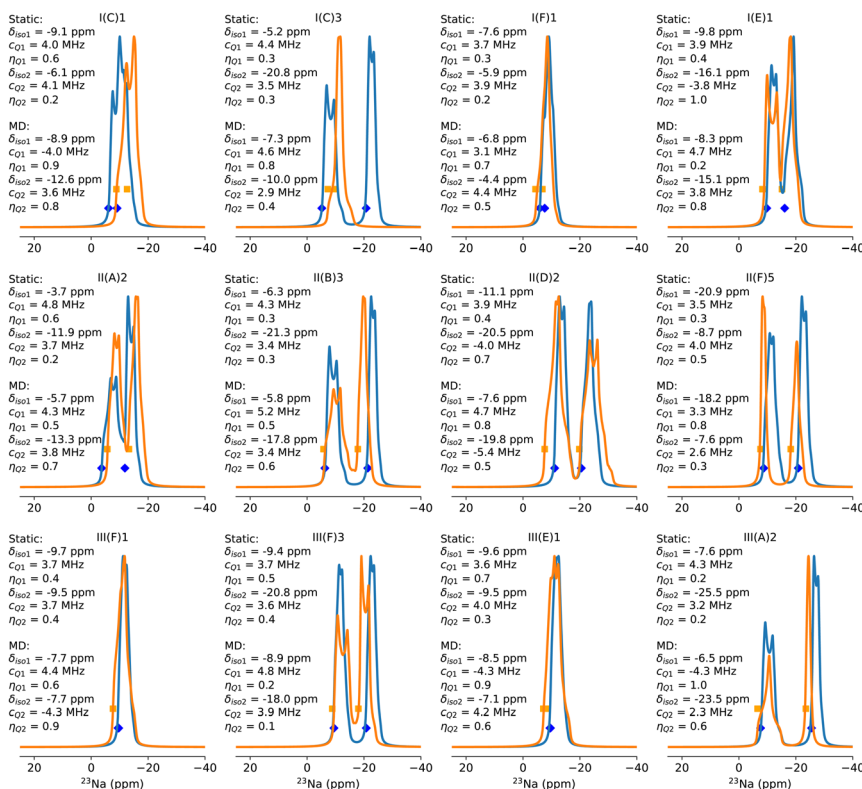 I(C)1
Static:
δiso1 = -9.1 ppm
cQ1 = 4.0 MHz
ηQ1 = 0.6
δiso2 = -6.1 ppm
cQ2 = 4.1 MHz
ηQ2 = 0.2
MD:
δiso1 = -8.9 ppm
cQ1 = -4.0 MHz
ηQ1 = 0.9
δiso2 = -12.6 ppm
cQ2 = 3.6 MHz
ηQ2 = 0.8
20 0 −20 −40
I(C)3
Static:
δiso1 = -5.2 ppm
cQ1 = 4.4 MHz
ηQ1 = 0.3
δiso2 = -20.8 ppm
cQ2 = 3.5 MHz
ηQ2 = 0.3
MD:
δiso1 = -7.3 ppm
cQ1 = 4.6 MHz
ηQ1 = 0.8
δiso2 = -10.0 ppm
cQ2 = 2.9 MHz
ηQ2 = 0.4
20 0 −20 −40
I(F)1
Static:
δiso1 = -7.6 ppm
cQ1 = 3.7 MHz
ηQ1 = 0.3
δiso2 = -5.9 ppm
cQ2 = 3.9 MHz
ηQ2 = 0.2
MD:
δiso1 = -6.8 ppm
cQ1 = 3.1 MHz
ηQ1 = 0.7
δiso2 = -4.4 ppm
cQ2 = 4.4 MHz
ηQ2 = 0.5
20 0 −20 −40
I(E)1
Static:
δiso1 = -9.8 ppm
cQ1 = 3.9 MHz
ηQ1 = 0.4
δiso2 = -16.1 ppm
cQ2 = -3.8 MHz
ηQ2 = 1.0
MD:
δiso1 = -8.3 ppm
cQ1 = 4.7 MHz
ηQ1 = 0.2
δiso2 = -15.1 ppm
cQ2 = 3.8 MHz
ηQ2 = 0.8
20 0 −20 −40
II(A)2
Static:
δiso1 = -3.7 ppm
cQ1 = 4.8 MHz
ηQ1 = 0.6
δiso2 = -11.9 ppm
cQ2 = 3.7 MHz
ηQ2 = 0.2
MD:
δiso1 = -5.7 ppm
cQ1 = 4.3 MHz
ηQ1 = 0.5
δiso2 = -13.3 ppm
cQ2 = 3.8 MHz
ηQ2 = 0.7
20 0 −20 −40
II(B)3
Static:
δiso1 = -6.3 ppm
cQ1 = 4.3 MHz
ηQ1 = 0.3
δiso2 = -21.3 ppm
cQ2 = 3.4 MHz
ηQ2 = 0.3
MD:
δiso1 = -5.8 ppm
cQ1 = 5.2 MHz
ηQ1 = 0.5
δiso2 = -17.8 ppm
cQ2 = 3.4 MHz
ηQ2 = 0.6
20 0 −20 −40
II(D)2
Static:
δiso1 = -11.1 ppm
cQ1 = 3.9 MHz
ηQ1 = 0.4
δiso2 = -20.5 ppm
cQ2 = -4.0 MHz
ηQ2 = 0.7
MD:
δiso1 = -7.6 ppm
cQ1 = 4.7 MHz
ηQ1 = 0.8
δiso2 = -19.8 ppm
cQ2 = -5.4 MHz
ηQ2 = 0.5
20 0 −20 −40
II(F)5
Static:
δiso1 = -20.9 ppm
cQ1 = 3.5 MHz
ηQ1 = 0.3
δiso2 = -8.7 ppm
cQ2 = 4.0 MHz
ηQ2 = 0.5
MD:
δiso1 = -18.2 ppm
cQ1 = 3.3 MHz
ηQ1 = 0.8
δiso2 = -7.6 ppm
cQ2 = 2.6 MHz
ηQ2 = 0.3
20 0 −20 −40
III(F)1
Static:
δiso1 = -9.7 ppm
cQ1 = 3.7 MHz
ηQ1 = 0.4
δiso2 = -9.5 ppm
cQ2 = 3.7 MHz
ηQ2 = 0.4
MD:
δiso1 = -7.7 ppm
cQ1 = 4.4 MHz
ηQ1 = 0.6
δiso2 = -7.7 ppm
cQ2 = -4.3 MHz
ηQ2 = 0.9
20 0 −20 −40
²³Na (ppm)
III(F)3
Static:
δiso1 = -9.4 ppm
cQ1 = 3.7 MHz
ηQ1 = 0.5
δiso2 = -20.8 ppm
cQ2 = 3.6 MHz
ηQ2 = 0.4
MD:
δiso1 = -8.9 ppm
cQ1 = 4.8 MHz
ηQ1 = 0.2
δiso2 = -18.0 ppm
cQ2 = 3.9 MHz
ηQ2 = 0.1
20 0 −20 −40
²³Na (ppm)
III(E)1
Static:
δiso1 = -9.6 ppm
cQ1 = 3.6 MHz
ηQ1 = 0.7
δiso2 = -9.5 ppm
cQ2 = 4.0 MHz
ηQ2 = 0.3
MD:
δiso1 = -8.5 ppm
cQ1 = -4.3 MHz
ηQ1 = 0.9
δiso2 = -7.1 ppm
cQ2 = 4.2 MHz
ηQ2 = 0.6
20 0 −20 −40
²³Na (ppm)
III(A)2
Static:
δiso1 = -7.6 ppm
cQ1 = 4.3 MHz
ηQ1 = 0.2
δiso2 = -25.5 ppm
cQ2 = 3.2 MHz
ηQ2 = 0.2
MD:
δiso1 = -6.5 ppm
cQ1 = -4.3 MHz
ηQ1 = 1.0
δiso2 = -23.5 ppm
cQ2 = 2.3 MHz
ηQ2 = 0.6
20 0 −20 −40
²³Na (ppm)